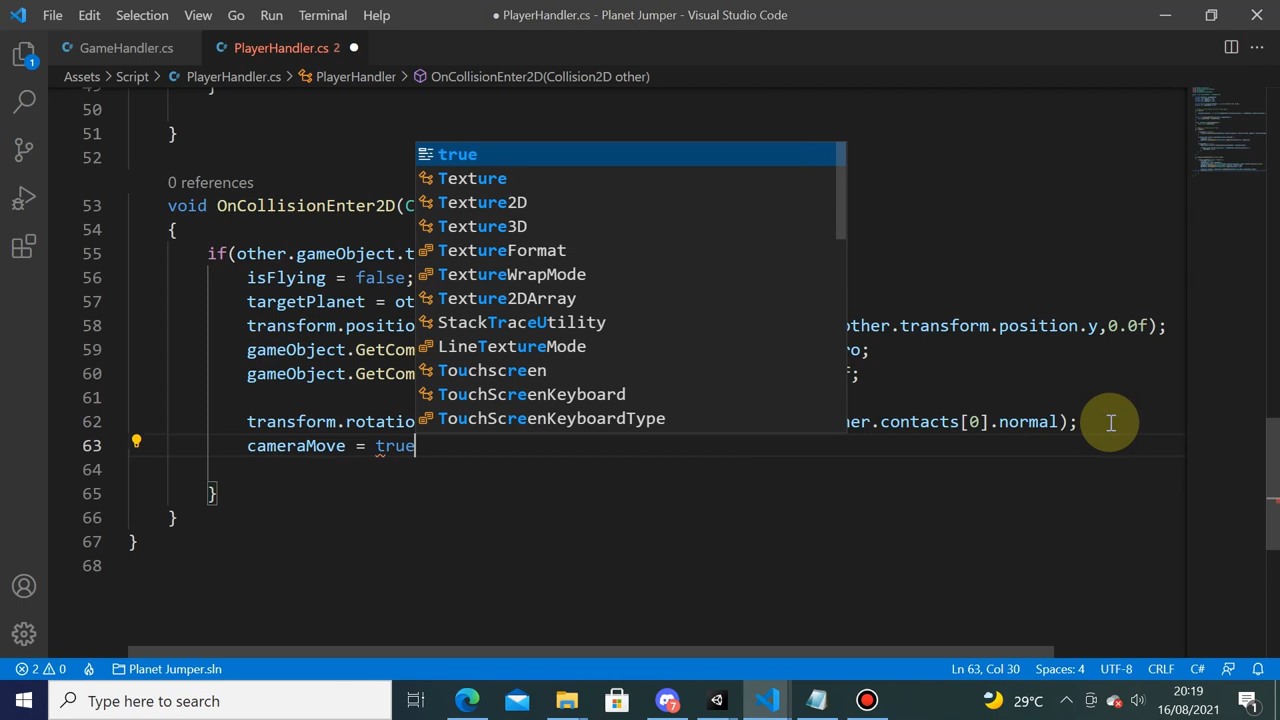 File Edit Selection View Go Run Terminal Help
● PlayerHandler.cs - Planet Jumper - Visual Studio Code
GameHandler.cs
PlayerHandler.cs 2 ●
Assets > Script > PlayerHandler.cs > PlayerHandler > OnCollisionEnter2D(Collision2D other)
50
51 }
52
0 references
53 void OnCollisionEnter2D(C
54 {
55 if(other.gameObject.t
56 isFlying = false;
57 targetPlanet = ot
58 transform.positio other.transform.position.y,0.0f);
59 gameObject.GetCom ro;
60 gameObject.GetCom f;
61
62 transform.rotatio her.contacts[0].normal);
63 cameraMove = true
64
65 }
66 }
67 }
68
true
Texture
Texture2D
Texture3D
TextureFormat
TextureWrapMode
Texture2DArray
StackTraceUtility
LineTextureMode
Touchscreen
TouchScreenKeyboard
TouchScreenKeyboardType
1
2 0 Planet Jumper.sln Ln 63, Col 30 Spaces: 4 UTF-8 CRLF C#
Type here to search
7
29°C
20:19
16/08/2021
1